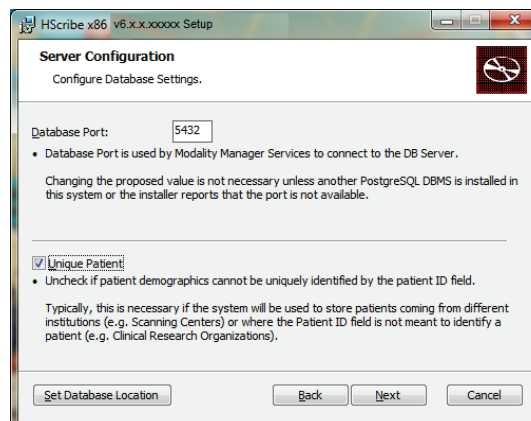 HScribe x86 v6.x.x.xxxxx Setup
Server Configuration
Configure Database Settings.
Database Port: 5432
• Database Port is used by Modality Manager Services to connect to the DB Server.
Changing the proposed value is not necessary unless another PostgreSQL DBMS is installed in
this system or the installer reports that the port is not available.
Unique Patient
• Uncheck if patient demographics cannot be uniquely identified by the patient ID field.
Typically, this is necessary if the system will be used to store patients coming from different
institutions (e.g. Scanning Centers) or where the Patient ID field is not meant to identify a
patient (e.g. Clinical Research Organizations).
Set Database Location Back Next Cancel